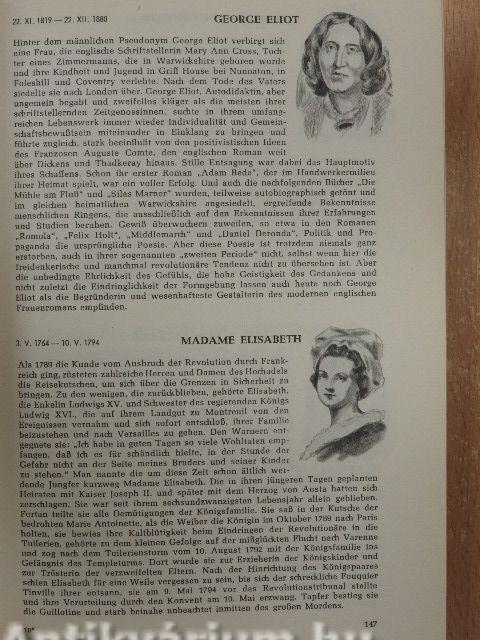 22. XI. 1819 — 22. XII. 1880
GEORGE ELIOT
Hinter dem männlichen Pseudonym George Eliot verbirgt sich
eine Frau, die englische Schriftstellerin Mary Ann Cross, Toch-
ter eines Zimmermanns, die in Warwickshire geboren wurde
und ihre Kindheit und Jugend in Griff House bei Nunnaton, in
Foleshill und Coventry verlebte. Nach dem Tode des Vaters
siedelte sie nach London über. George Eliot, Autodidaktin, aber
ungemein begabt und zweifellos klüger als die meisten ihrer
schriftstellernden Zeitgenossinnen, suchte in ihrem umfang-
reichen Lebenswerk immer wieder Individualität und Gemein-
schaftsbewußtsein miteinander in Einklang zu bringen und
führte zugleich, stark beeinflußt von den positivistischen Ideen
des Franzosen Auguste Comte, den englischen Roman weit
über Dickens und Thadkeray hinaus. Stille Entsagung war dabei das Hauptmotiv
ihres Schaffens. Schon ihr erster Roman „Adam Bede“, der im Handwerkermilieu
ihrer Heimat spielt, war ein voller Erfolg. Und auch die nachfolgenden Bücher „Die
Mühle am Fluß“ und „Silas Marner“ wurden, teilweise autobiographisch getönt und
im gleichen heimatlichen Warwickshire angesiedelt, ergreifende Bekenntnisse
menschlichen Ringens, die ausschließlich auf den Erkenntnissen ihrer Erfahrungen
und Studien beruhen. Gewiß überwuchern zuweilen, so etwa in den Romanen
„Romola“, „Felix Holt“, „Middlemarch“ und „Daniel Deronda“, Politik und Pro-
paganda die ursprüngliche Poesie. Aber diese Poesie ist trotzdem niemals ganz
erstorben, auch in ihrer sogenannten „zweiten Periode“ nicht, selbst wenn hier die
freidenkerische und manchmal revolutionäre Tendenz nicht zu übersehen ist. Aber
die unbedingte Ehrlichkeit des Gefühls, die hohe Geistigkeit des Gedankens und
nicht zuletzt die Eindringlichkeit der Formgebung lassen auch heute noch George
Eliot als die Begründerin und wesenhafteste Gestalterin des modernen englischen
Frauenromans empfinden.
3. V. 1764 — 10. V. 1794
MADAME ELISABETH
Als 1789 die Kunde vom Ausbruch der Revolution durch Frank-
reich ging, rüsteten zahlreiche Herren und Damen des Hochadels
die Reisekutschen, um sich über die Grenzen in Sicherheit zu
bringen. Zu den wenigen, die zurückblieben, gehörte Elisabeth,
die Enkelin Ludwigs XV. und Schwester des regierenden Königs
Ludwig XVI., die auf ihrem Landgut zu Montreuil von den
Ereignissen vernahm und sich sofort entschloß, ihrer Familie
beizustehen und nach Versailles zu gehen. Den Warnern ent-
gegnete sie: „Ich habe in guten Tagen so viele Wohltaten emp-
fangen, daß ich es für schändlich hielte, in der Stunde der
Gefahr nicht an der Seite meines Bruders und seiner Kinder
zu stehen.“ Man nannte die um diese Zeit schon ältlich wer-
dende Jungfer kurzweg Madame Elisabeth. Die in ihren jüngeren Tagen geplanten
Heiraten mit Kaiser Joseph II. und später mit dem Herzog von Aosta hatten sich
zerschlagen. Sie war seit ihrem sechsundzwanzigsten Lebensjahr allein geblieben.
Fortan teilte sie alle Demütigungen der Königsfamilie. Sie saß in der Kutsche der
bedrohten Marie Antoinette, als die Weiber die Königin im Oktober 1789 nach Paris
holten, sie bewies ihre Kaltblütigkeit beim Eindringen der Revolutionäre in die
Tuilerien, gehörte zu dem kleinen Gefolge auf der mißglückten Flucht nach Varenne
und zog nach dem Tuileriensturm vom 10. August 1792 mit der Königsfamilie ins
Gefängnis des Templeturms. Dort wurde sie zur Erzieherin der Königskinder und
zur Trösterin der verzweifelten Eltern. Nach der Hinrichtung des Königspaares
schien Elisabeth für eine Weile vergessen zu sein, bis sich der schreckliche Fouquier
Tinville ihrer entsann, sie am 9. Mai 1794 vor das Revolutionstribunal stellte
und ihre Verurteilung durch den Konvent am 10. Mai erzwang. Tapfer bestieg sie
die Guillotine und starb beinahe unbeachtet inmitten des großen Mordens.
10*
147